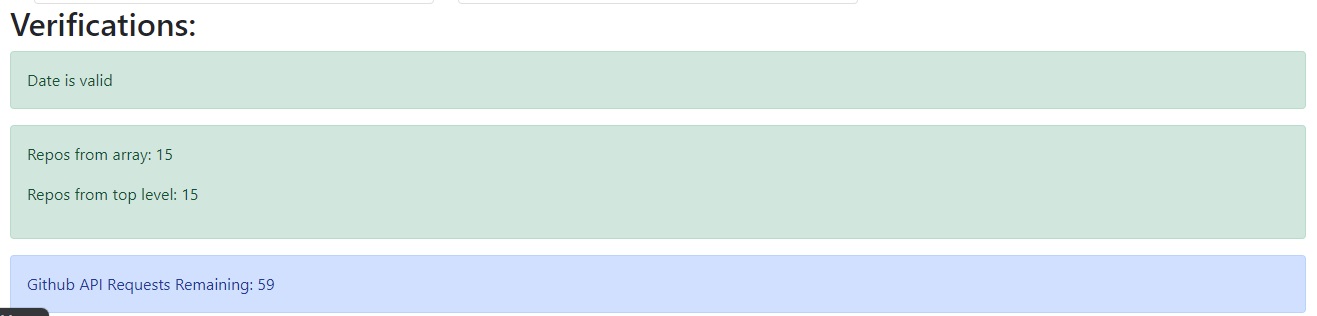 Verifications:
Date is valid
Repos from array: 15
Repos from top level: 15
Github API Requests Remaining: 59